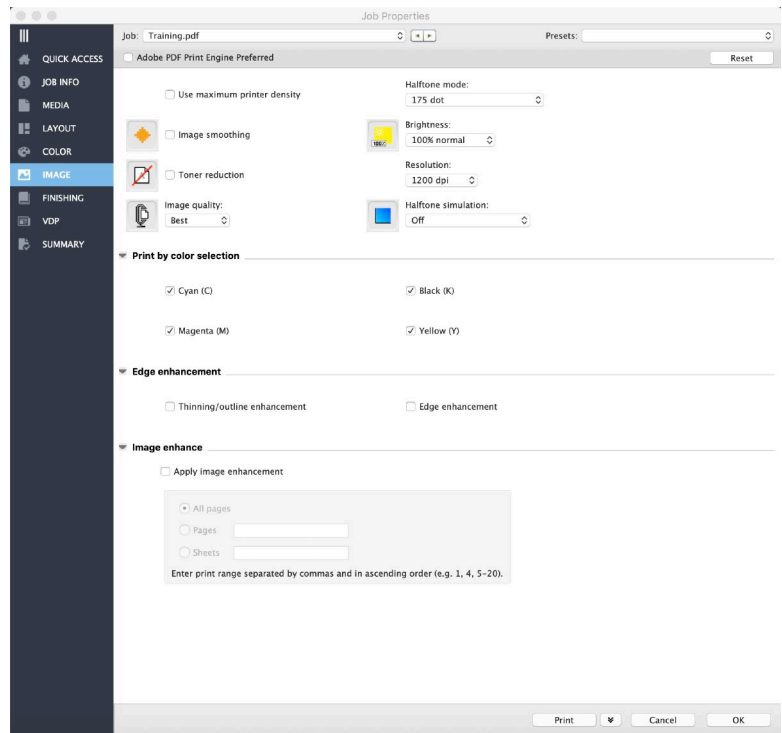 Job Properties
Job: Training.pdf Presets:
Adobe PDF Print Engine Preferred Reset
QUICK ACCESS
JOB INFO
MEDIA
LAYOUT
COLOR
IMAGE
FINISHING
VDP
SUMMARY
Use maximum printer density
Halftone mode:
175 dot
Image smoothing
Brightness:
100% normal
100%
Toner reduction
Resolution:
1200 dpi
Image quality:
Best
Halftone simulation:
Off
Print by color selection
Cyan (C) Black (K)
Magenta (M) Yellow (Y)
Edge enhancement
Thinning/outline enhancement Edge enhancement
Image enhance
Apply image enhancement
All pages
Pages
Sheets
Enter print range separated by commas and in ascending order (e.g. 1, 4, 5-20).
Print Cancel OK